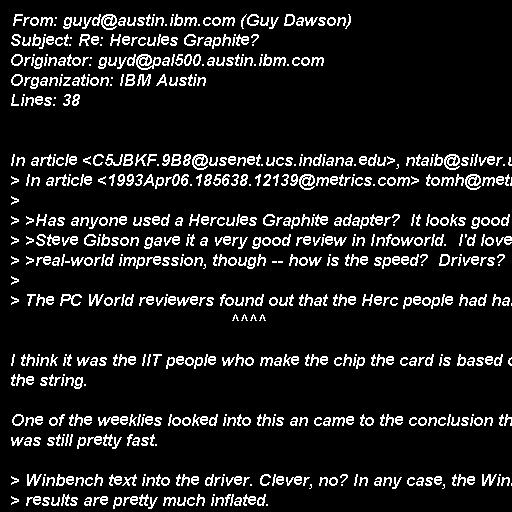 From: guyd@austin.ibm.com (Guy Dawson)
Subject: Re: Hercules Graphite?
Originator: guyd@pal500.austin.ibm.com
Organization: IBM Austin
Lines: 38
In article <C5JBKF.9B8@usenet.ucs.indiana.edu>, ntaib@silver.
> In article <1993Apr06.185638.12139@metrics.com> tomh@met
>
> >Has anyone used a Hercules Graphite adapter?  It looks good
> >Steve Gibson gave it a very good review in Infoworld.  I'd love
> >real-world impression, though -- how is the speed?  Drivers?
>
> The PC World reviewers found out that the Herc people had ha
^^^^
I think it was the IIT people who make the chip the card is based
the string.
One of the weeklies looked into this an came to the conclusion th
was still pretty fast.
> Winbench text into the driver. Clever, no? In any case, the Win
> results are pretty much inflated.